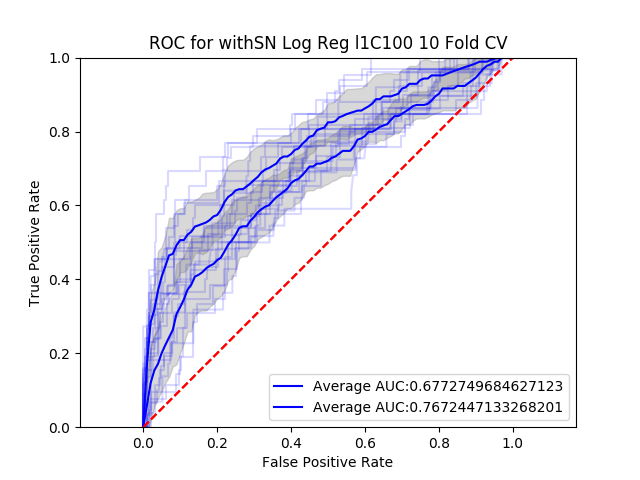 ROC for withSN Log Reg l1C100 10 Fold CV
True Positive Rate
1.0
0.8
0.6
0.4
0.2
0.0
Average AUC:0.6772749684627123
Average AUC:0.7672447133268201
0.0 0.2 0.4 0.6 0.8 1.0
False Positive Rate